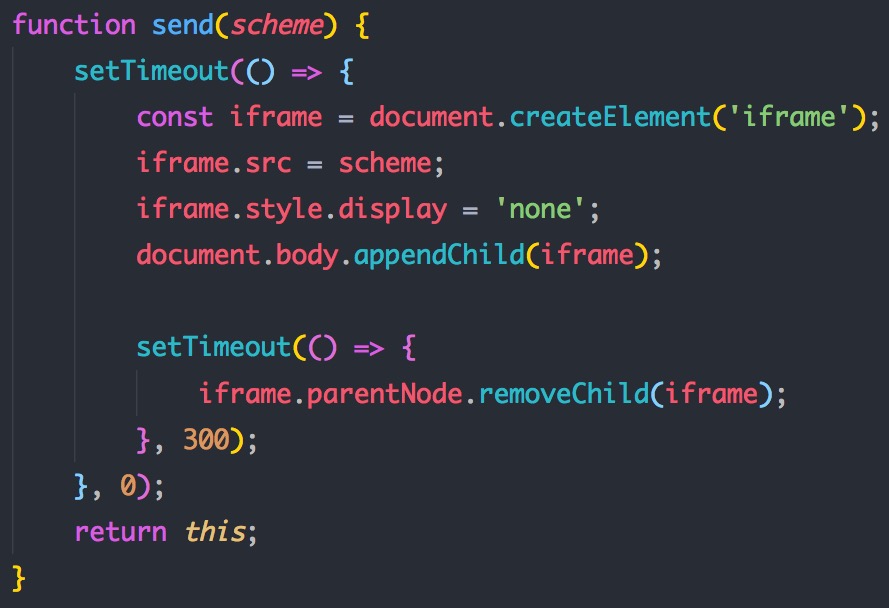 function send(scheme) {
    setTimeout(() => {
        const iframe = document.createElement('iframe');
        iframe.src = scheme;
        iframe.style.display = 'none';
        document.body.appendChild(iframe);

        setTimeout(() => {
            iframe.parentNode.removeChild(iframe);
        }, 300);
    }, 0);
    return this;
}